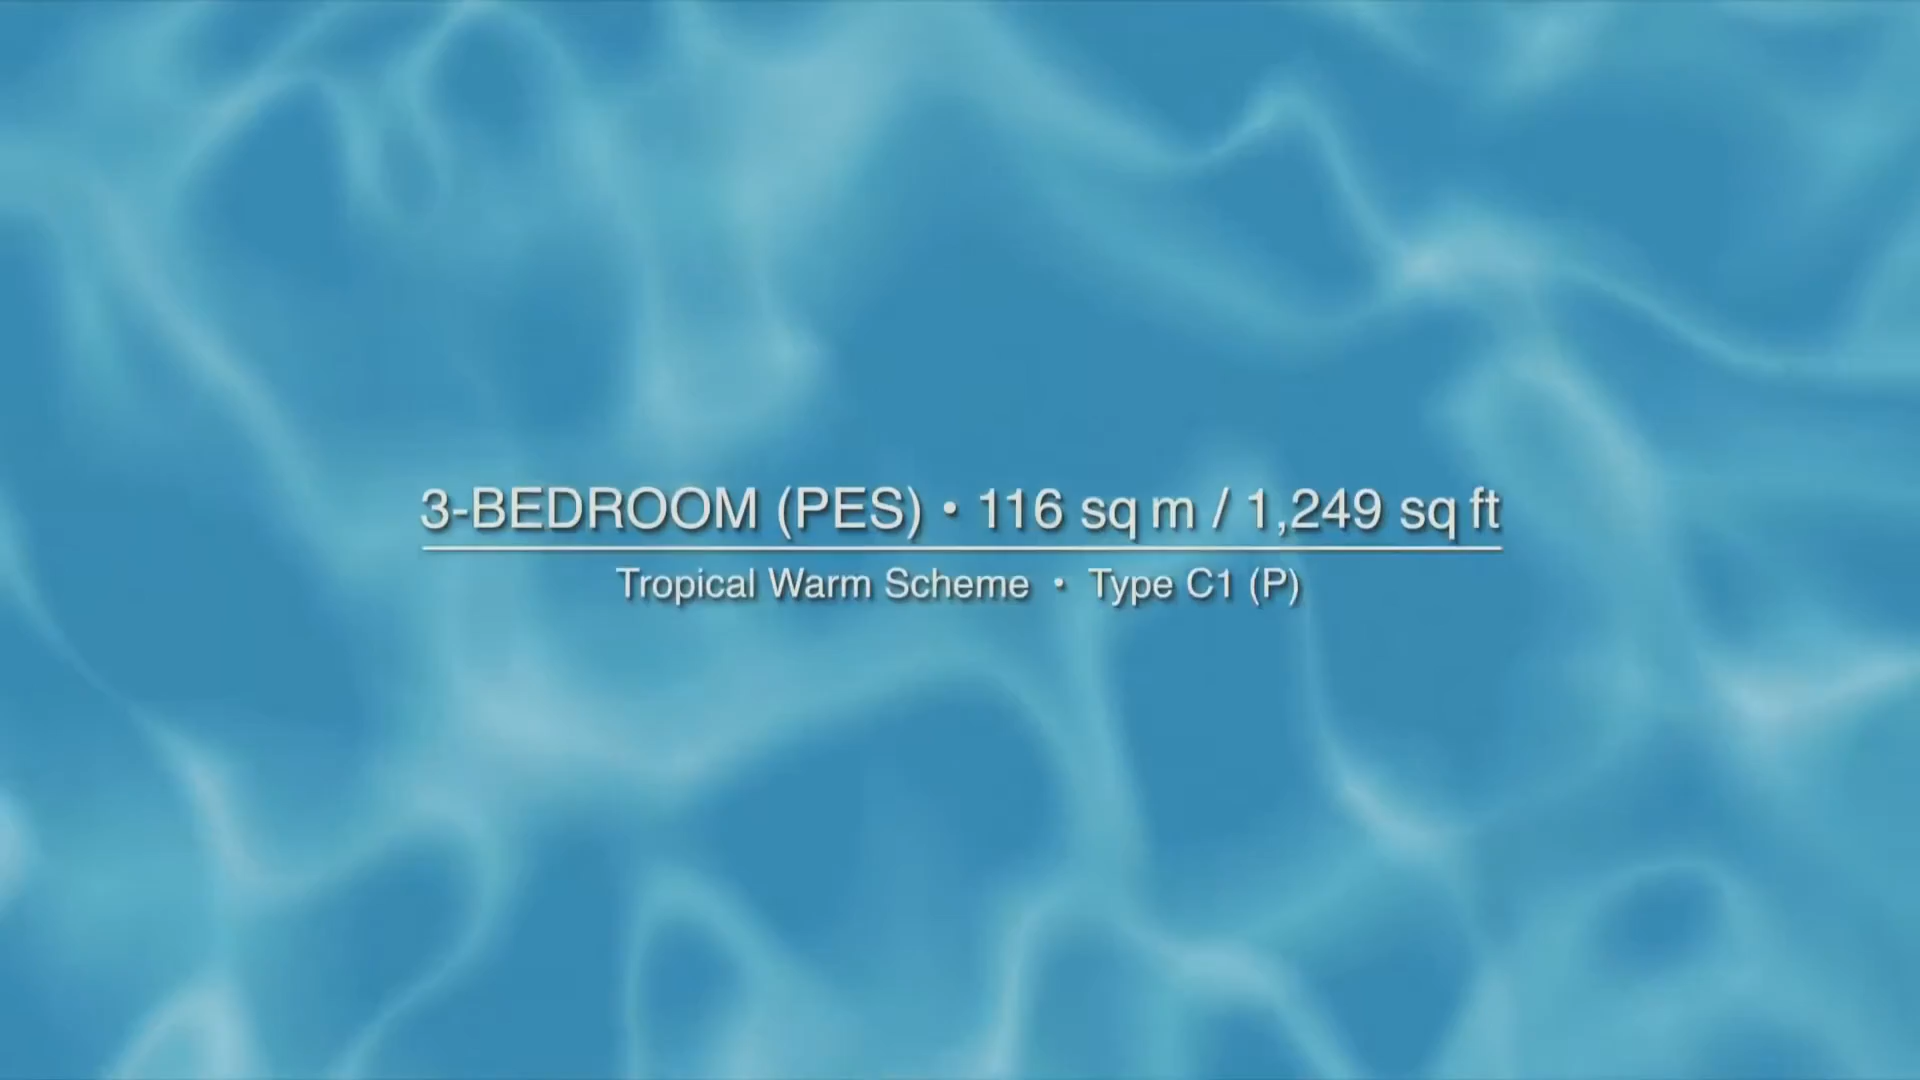 3-BEDROOM (PES) • 116 sq m / 1,249 sq ft
Tropical Warm Scheme • Type C1 (P)